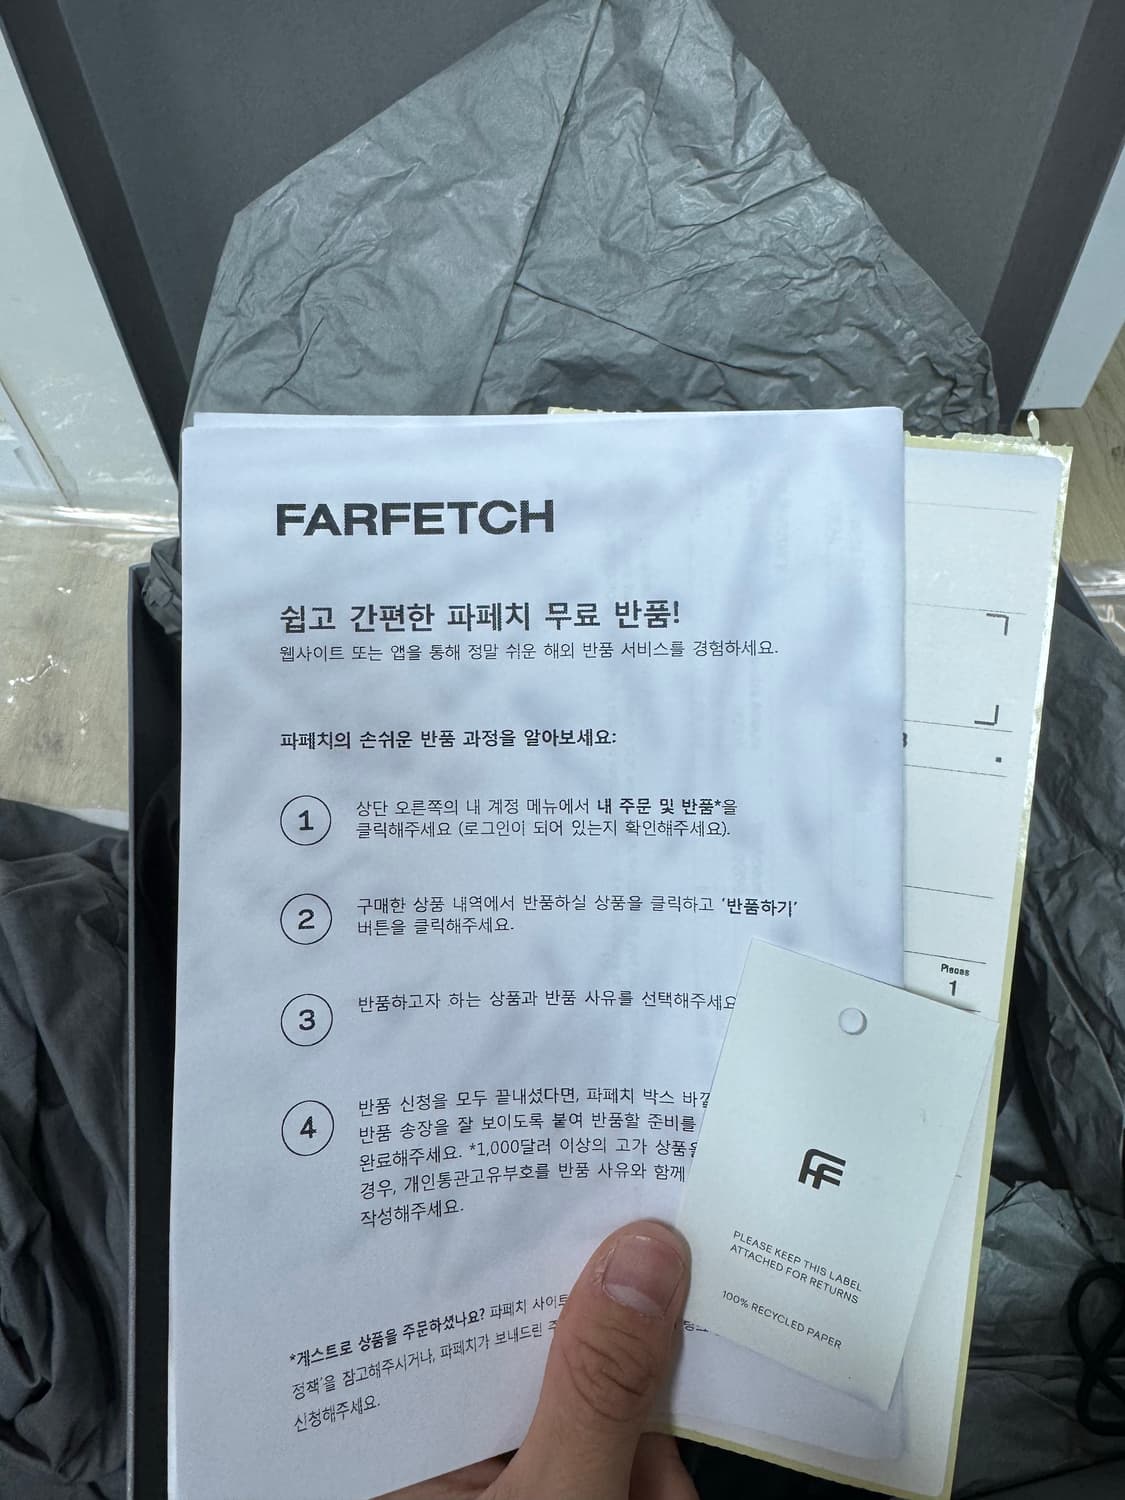 FARFETCH
쉽고 간편한 파페치 무료 반품!
웹사이트 또는 앱을 통해 정말 쉬운 해외 반품 서비스를 경험하세요.
파페치의 손쉬운 반품 과정을 알아보세요:
1
상단 오른쪽의 내 계정 메뉴에서 내 주문 및 반품*을
클릭해주세요 (로그인이 되어 있는지 확인해주세요).
2
구매한 상품 내역에서 반품하실 상품을 클릭하고 '반품하기'
버튼을 클릭해주세요.
3
반품하고자 하는 상품과 반품 사유를 선택해주세요
4
반품 신청을 모두 끝내셨다면, 파페치 박스
반품 송장을 잘 보이도록 붙여 반품할 준비를
완료해주세요. *1,000달러 이상의 고가 상품을
경우, 개인통관고유부호를 반품 사유와 함께
작성해주세요.
*게스트로 상품을 주문하셨나요? 파페치 사이트
정책'을 참고해주시거나, 파페치가 보내드린
신청해주세요.
Pieces
1
PLEASE KEEP THIS LABEL
ATTACHED FOR RETURNS
100% RECYCLED PAPER